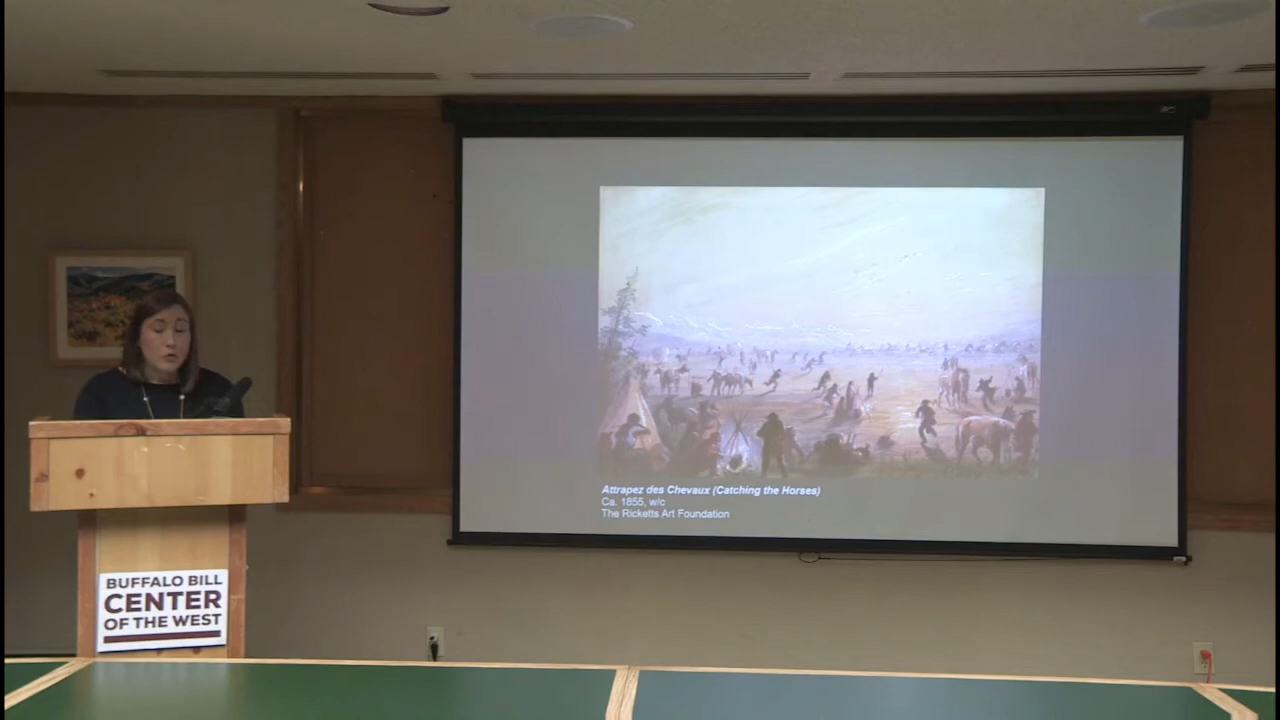 Attrapez des Chevaux (Catching the Horses)
Ca. 1855, w/c
The Ricketts Art Foundation
BUFFALO BILL
CENTER
OF THE WEST